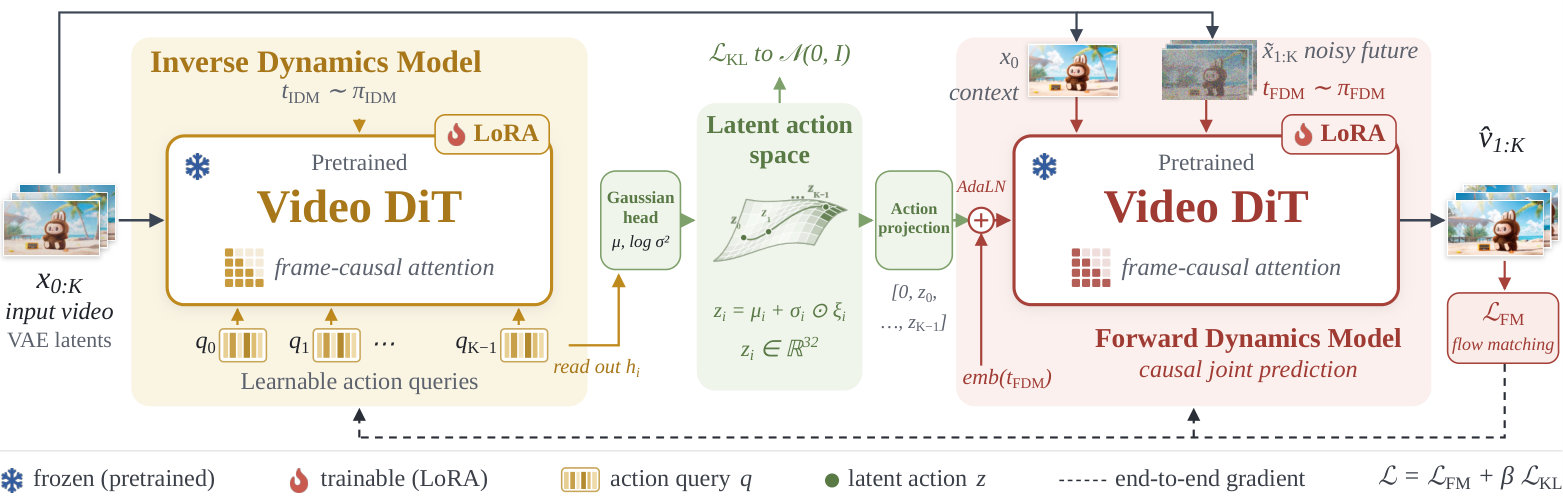 Inverse Dynamics Model
t_IDM ∼ π_IDM
LoRA
Pretrained
Video DiT
frame-causal attention
q_0
q_1
⋯
q_K−1
Learnable action queries
x_0:K
input video
VAE latents
read out h_i
Gaussian
head
μ, log σ²
ℒ_KL to 𝒩(0, I)
Latent action
space
z_0
z_1
...
z_K−1
z_i = μ_i + σ_i ⊙ ξ_i
z_i ∈ ℝ^32
Action
projection
[0, z_0,
…, z_K−1]
AdaLN
emb(t_FDM)
x_0
context
x̃_1:K noisy future
t_FDM ∼ π_FDM
LoRA
Pretrained
Video DiT
frame-causal attention
Forward Dynamics Model
causal joint prediction
v̂_1:K
ℒ_FM
flow matching
frozen (pretrained)
trainable (LoRA)
action query q
latent action z
end-to-end gradient
ℒ = ℒ_FM + β ℒ_KL